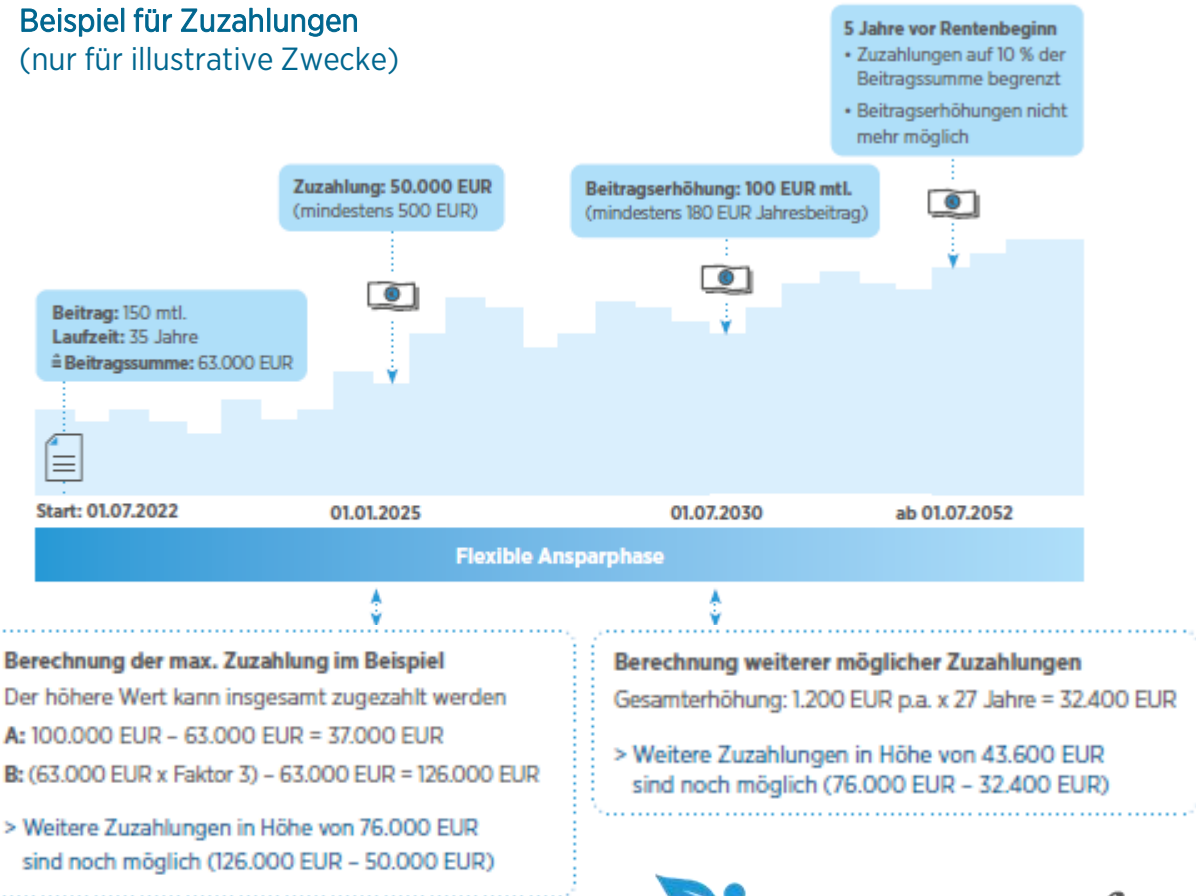 Beispiel für Zuzahlungen
(nur für illustrative Zwecke)
5 Jahre vor Rentenbeginn
• Zuzahlungen auf 10 % der
Beitragssumme begrenzt
• Beitragserhöhungen nicht
mehr möglich
Zuzahlung: 50.000 EUR
(mindestens 500 EUR)
Beitragserhöhung: 100 EUR mtl.
(mindestens 180 EUR Jahresbeitrag)
Beitrag: 150 mtl.
Laufzeit: 35 Jahre
≙ Beitragssumme: 63.000 EUR
Start: 01.07.2022
01.01.2025
01.07.2030
ab 01.07.2052
Flexible Ansparphase
Berechnung der max. Zuzahlung im Beispiel
Der höhere Wert kann insgesamt zugezahlt werden
A: 100.000 EUR – 63.000 EUR = 37.000 EUR
B: (63.000 EUR x Faktor 3) – 63.000 EUR = 126.000 EUR
> Weitere Zuzahlungen in Höhe von 76.000 EUR
sind noch möglich (126.000 EUR – 50.000 EUR)
Berechnung weiterer möglicher Zuzahlungen
Gesamterhöhung: 1.200 EUR p.a. x 27 Jahre = 32.400 EUR
> Weitere Zuzahlungen in Höhe von 43.600 EUR
sind noch möglich (76.000 EUR – 32.400 EUR)